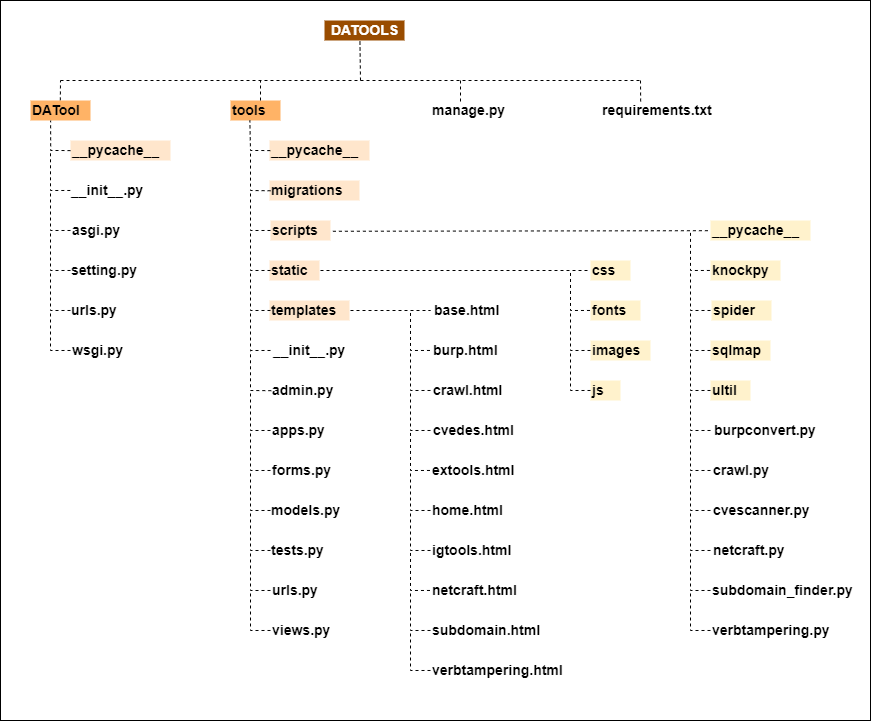 DATOOLS
DATool
tools
manage.py
requirements.txt
__pycache__
__init__.py
asgi.py
setting.py
urls.py
wsgi.py
__pycache__
migrations
scripts
static
templates
__init__.py
admin.py
apps.py
forms.py
models.py
tests.py
urls.py
views.py
base.html
burp.html
crawl.html
cvedes.html
extools.html
home.html
igtools.html
netcraft.html
subdomain.html
verbtampering.html
css
fonts
images
js
__pycache__
knockpy
spider
sqlmap
ultil
burpconvert.py
crawl.py
cvescanner.py
netcraft.py
subdomain_finder.py
verbtampering.py